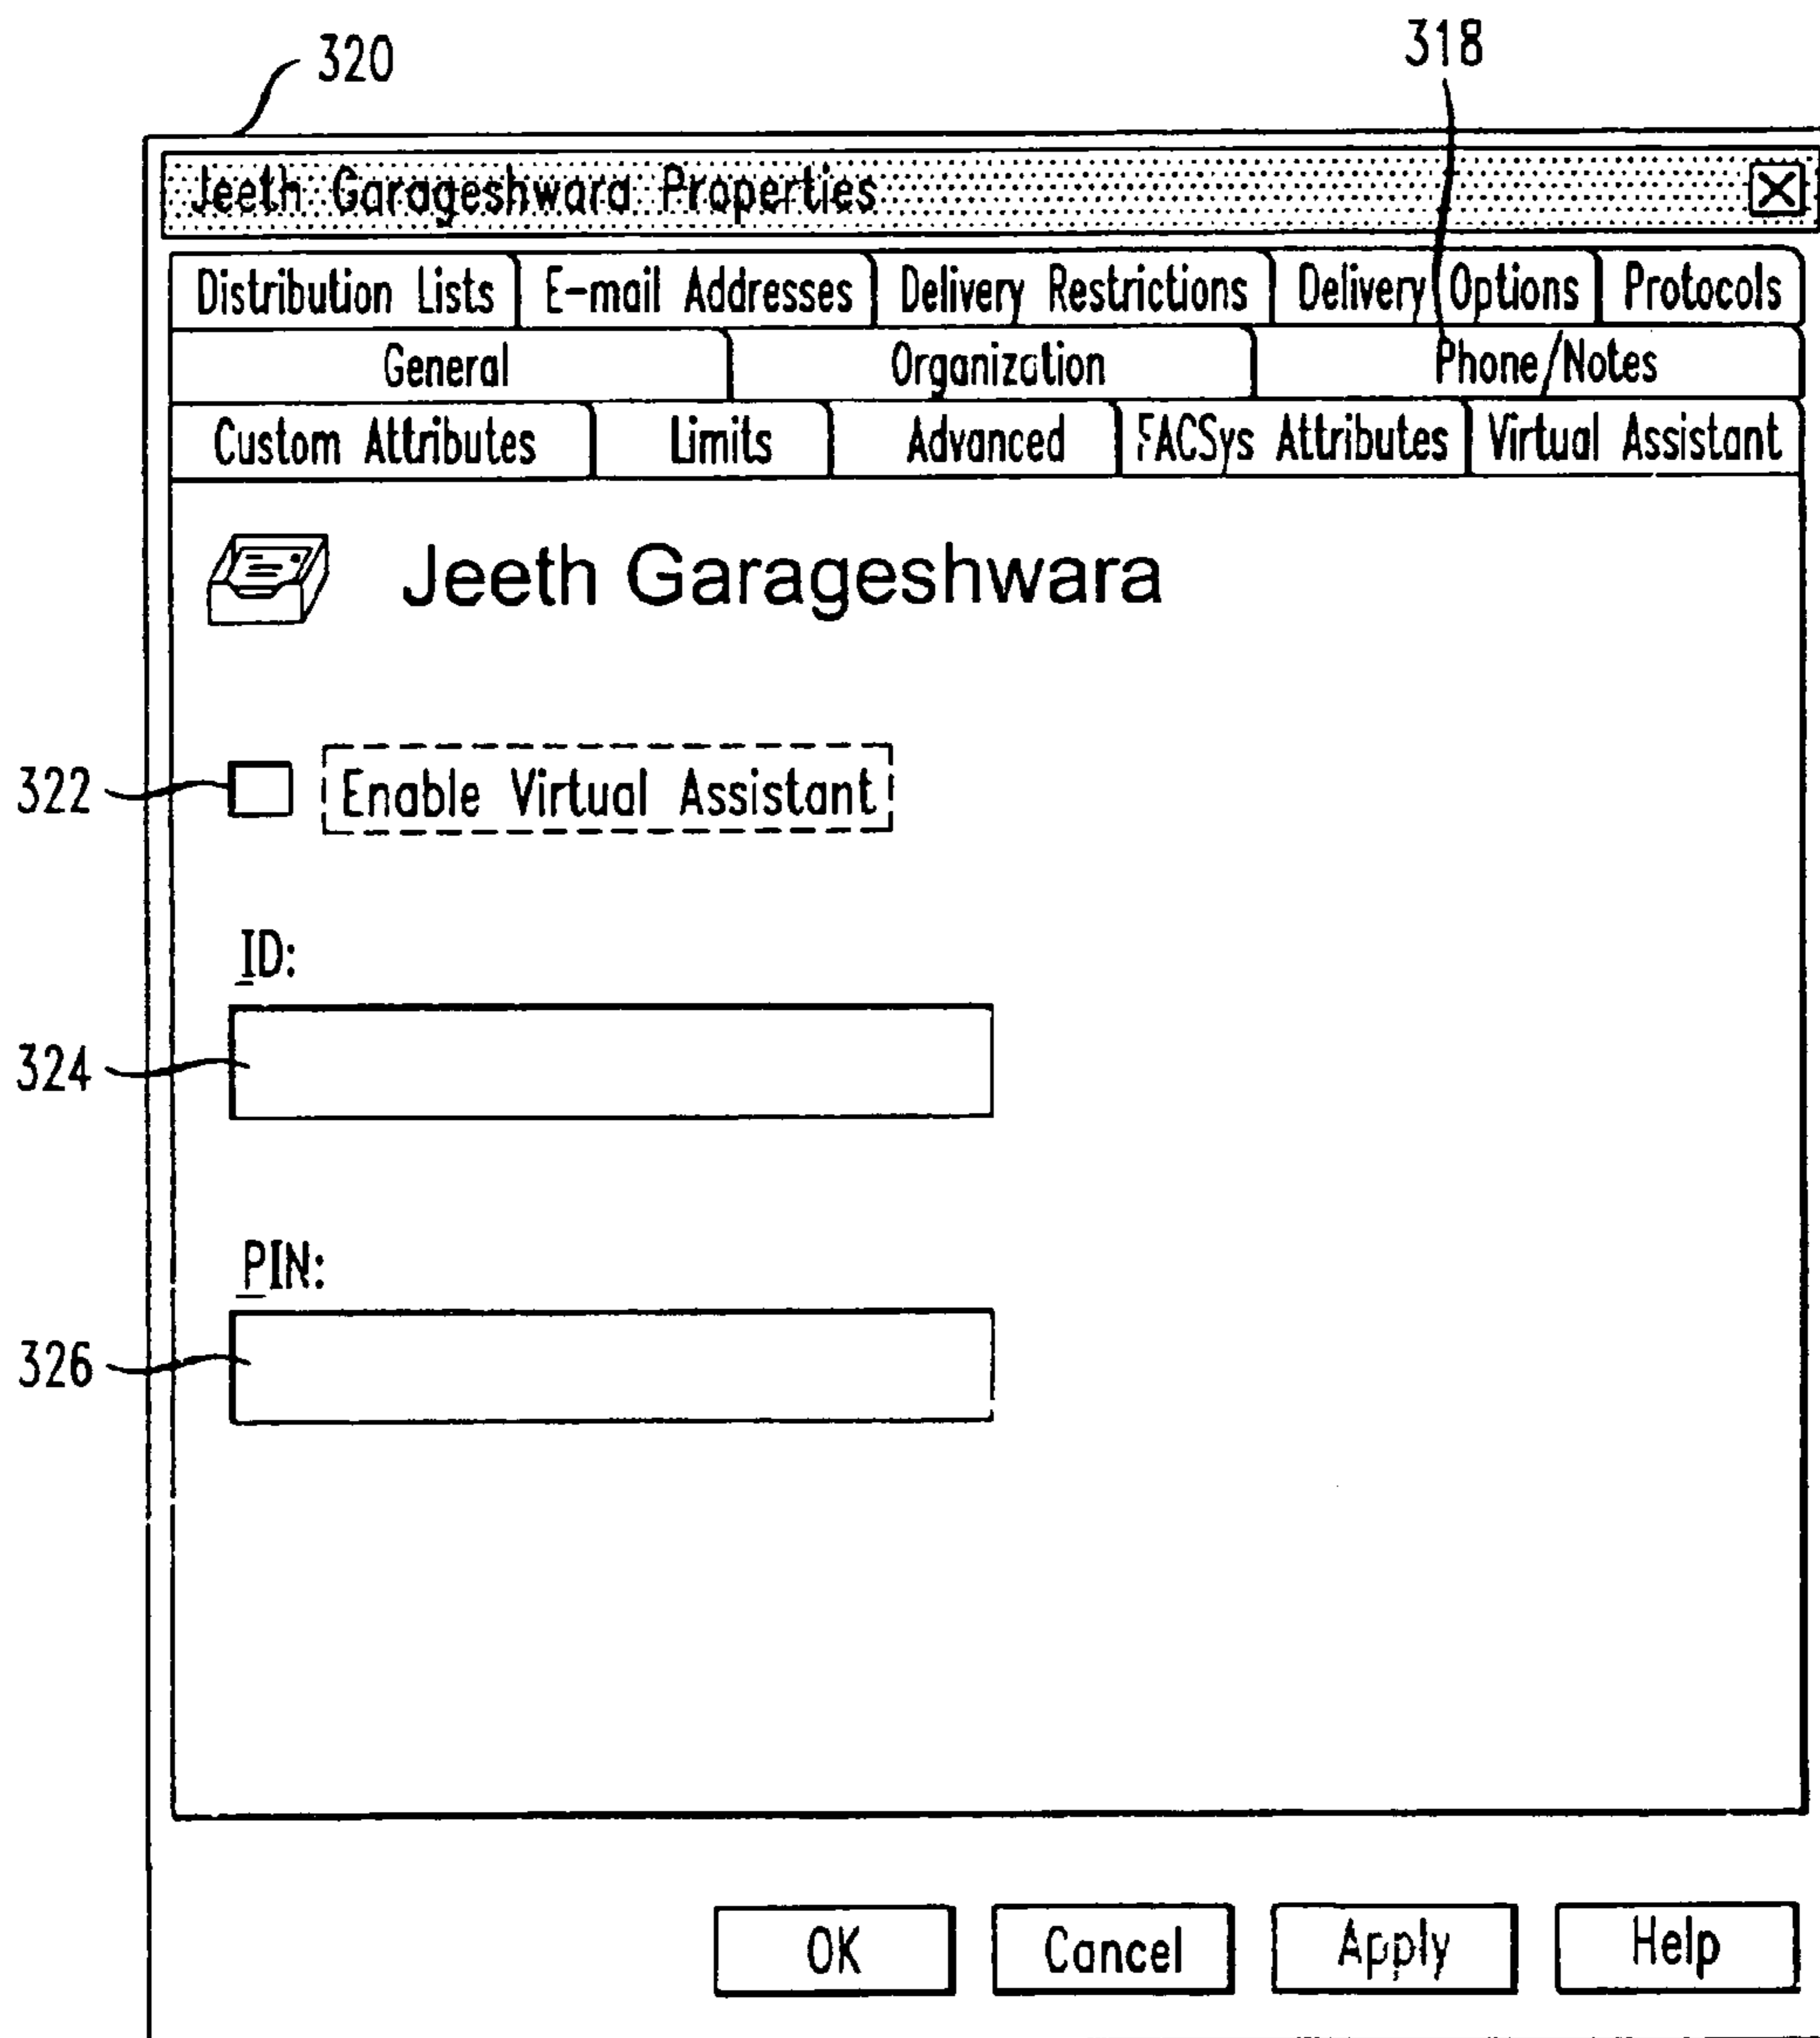 320
318
Jeeth Garageshwara Properties
Distribution Lists E-mail Addresses Delivery Restrictions Delivery Options Protocols
General Organization Phone/Notes
Custom Attributes Limits Advanced FACSys Attributes Virtual Assistant
Jeeth Garageshwara
322 Enable Virtual Assistant
ID:
324
PIN:
326
OK Cancel Apply Help